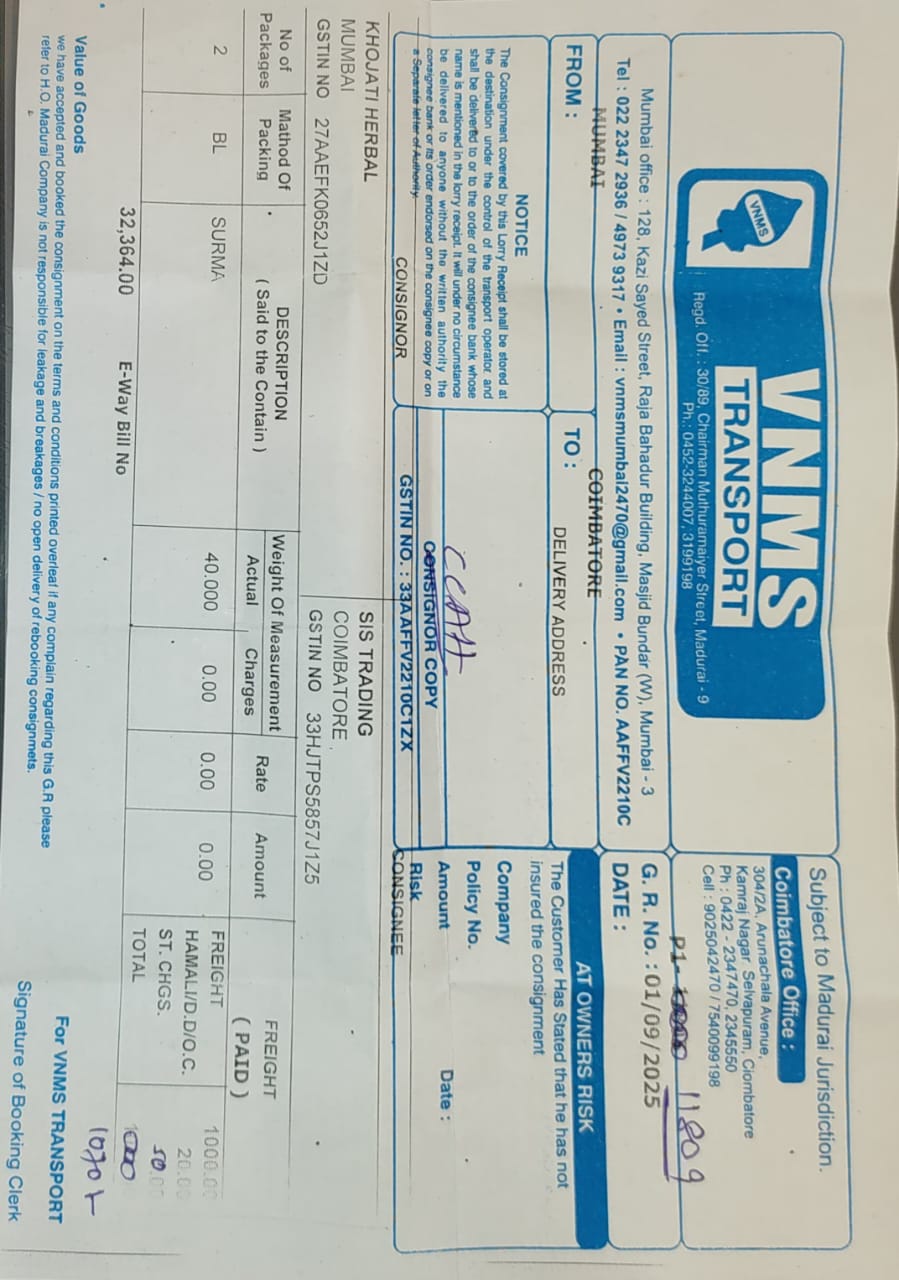 Subject to Madurai Jurisdiction.
VNMS
VNMS
TRANSPORT
Regd. Off.: 30/89, Chairman Muthuramaiyer Street, Madurai - 9
Ph.: 0452-3244007, 3199198
Coimbatore Office :
304/2A, Arunachala Avenue,
Kamraj Nagar Selvapuram, Ciombatore
Ph : 0422 - 2347470, 2345550
Cell : 9025042470 / 7540099198
Mumbai office : 128, Kazi Sayed Street, Raja Bahadur Building, Masjid Bundar (W), Mumbai - 3
Tel : 022 2347 2936 / 4973 9317 • Email : vnmsmumbai2470@gmail.com • PAN NO. AAFFV2210C
P1- 11809
G. R. No. : 01/09/2025
DATE :
FROM : MUMBAI
TO : COIMBATORE
DELIVERY ADDRESS
AT OWNERS RISK
The Customer Has Stated that he has not
insured the consignment
Company
Policy No.
Amount Date :
Risk
NOTICE
The Consignment covered by this Lorry Receipt shall be stored at
the destination under the control of the transport operator and
shall be delivered to or to the order of the consignee bank whose
name is mentioned in the lorry receipt. It will under no circumstance
be delivered to anyone without the written authority the
consignee bank or its order endorsed on the consignee copy or on
a Separate letter of Authority.
CONSIGNOR COPY
GSTIN NO. : 33AAFFV2210C1ZX
CONSIGNOR
CONSIGNEE
KHOJATI HERBAL
MUMBAI
GSTIN NO 27AAEFK0652J1ZD
SIS TRADING
COIMBATORE
GSTIN NO 33HJTPS5857J1Z5
No of Packages
Mathod Of Packing
DESCRIPTION
( Said to the Contain )
Weight Of Measurement
Actual Charges
Rate
Amount
FREIGHT
( PAID )
2 BL SURMA 40.000 0.00 0.00 0.00
FREIGHT 1000.00
HAMALI/D.D/O.C. 20.00
ST. CHGS. 50.00
TOTAL
1070
32,364.00 E-Way Bill No
Value of Goods
we have accepted and booked the consignment on the terms and conditions printed overleaf if any complain regarding this G.R please
refer to H.O. Madurai Company is not responsible for leakage and breakages / no open delivery of rebooking consignmets.
For VNMS TRANSPORT
Signature of Booking Clerk